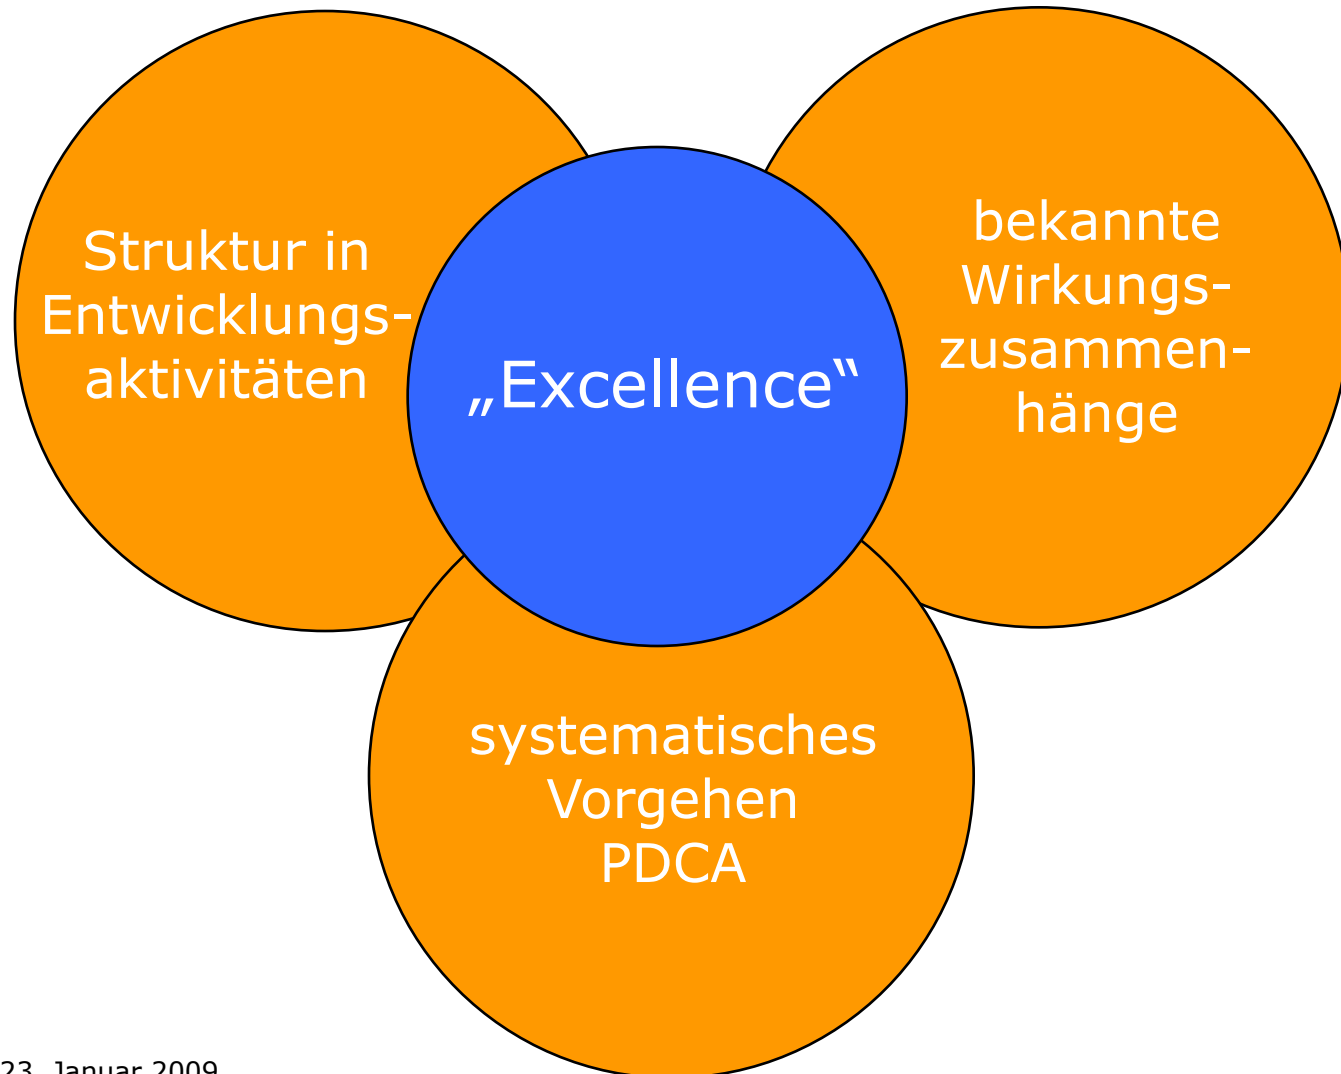 Struktur in
Entwicklungs-
aktivitäten
„Excellence“
bekannte
Wirkungs-
zusammen-
hänge
systematisches
Vorgehen
PDCA
23. Januar 2009